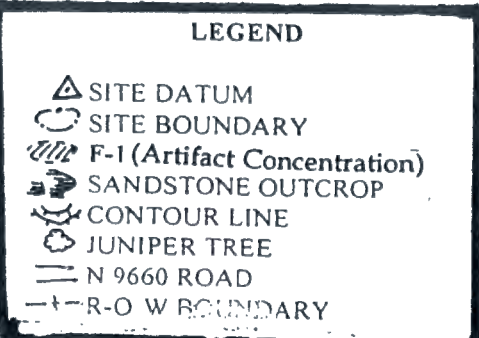 LEGEND
SITE DATUM
SITE BOUNDARY
F-1 (Artifact Concentration)
SANDSTONE OUTCROP
CONTOUR LINE
JUNIPER TREE
N 9660 ROAD
R-O W BOUNDARY